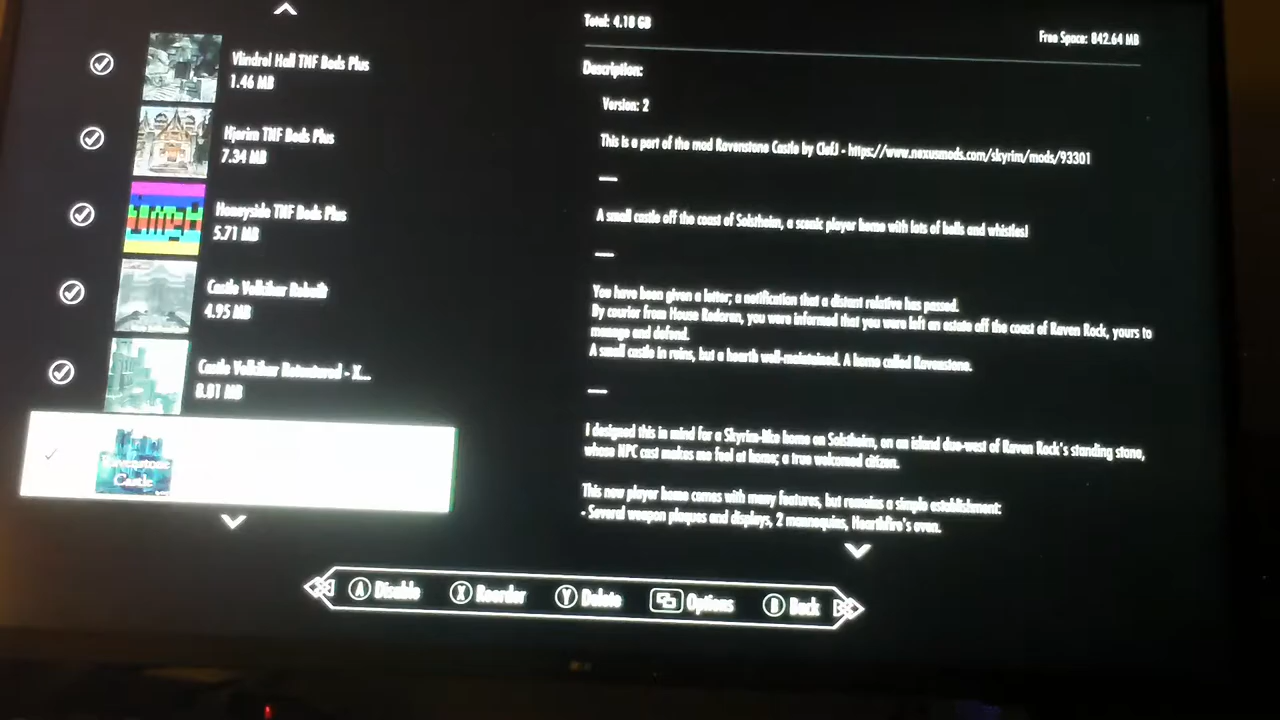 Total: 4.18 GB
Free Space: 842.64 MB
Vlindrel Hall TNF Beds Plus
1.46 MB
Hjerim TNF Beds Plus
7.34 MB
Honeyside TNF Beds Plus
5.71 MB
Castle Volkihar Rebuilt
4.95 MB
Castle Volkihar Retextured - X...
8.81 MB
Ravenstone
Castle
Description:
Version: 2
This is a part of the mod Ravenstone Castle by ClefJ - https://www.nexusmods.com/skyrim/mods/93301
A small castle off the coast of Solstheim, a scenic player home with lots of bells and whistles!
You have been given a letter; a notification that a distant relative has passed.
By courier from House Redoran, you were informed that you were left an estate off the coast of Raven Rock, yours to
manage and defend.
A small castle in ruins, but a hearth well-maintained. A home called Ravenstone.
I designed this in mind for a Skyrim-like home on Solstheim, on an island due-west of Raven Rock's standing stone,
whose NPC cast makes me feel at home; a true welcomed citizen.
This new player home comes with many features, but remains a simple establishment:
- Several weapon plaques and displays, 2 mannequins, Hearthfire's oven.
A Disable X Reorder Y Delete Options B Back